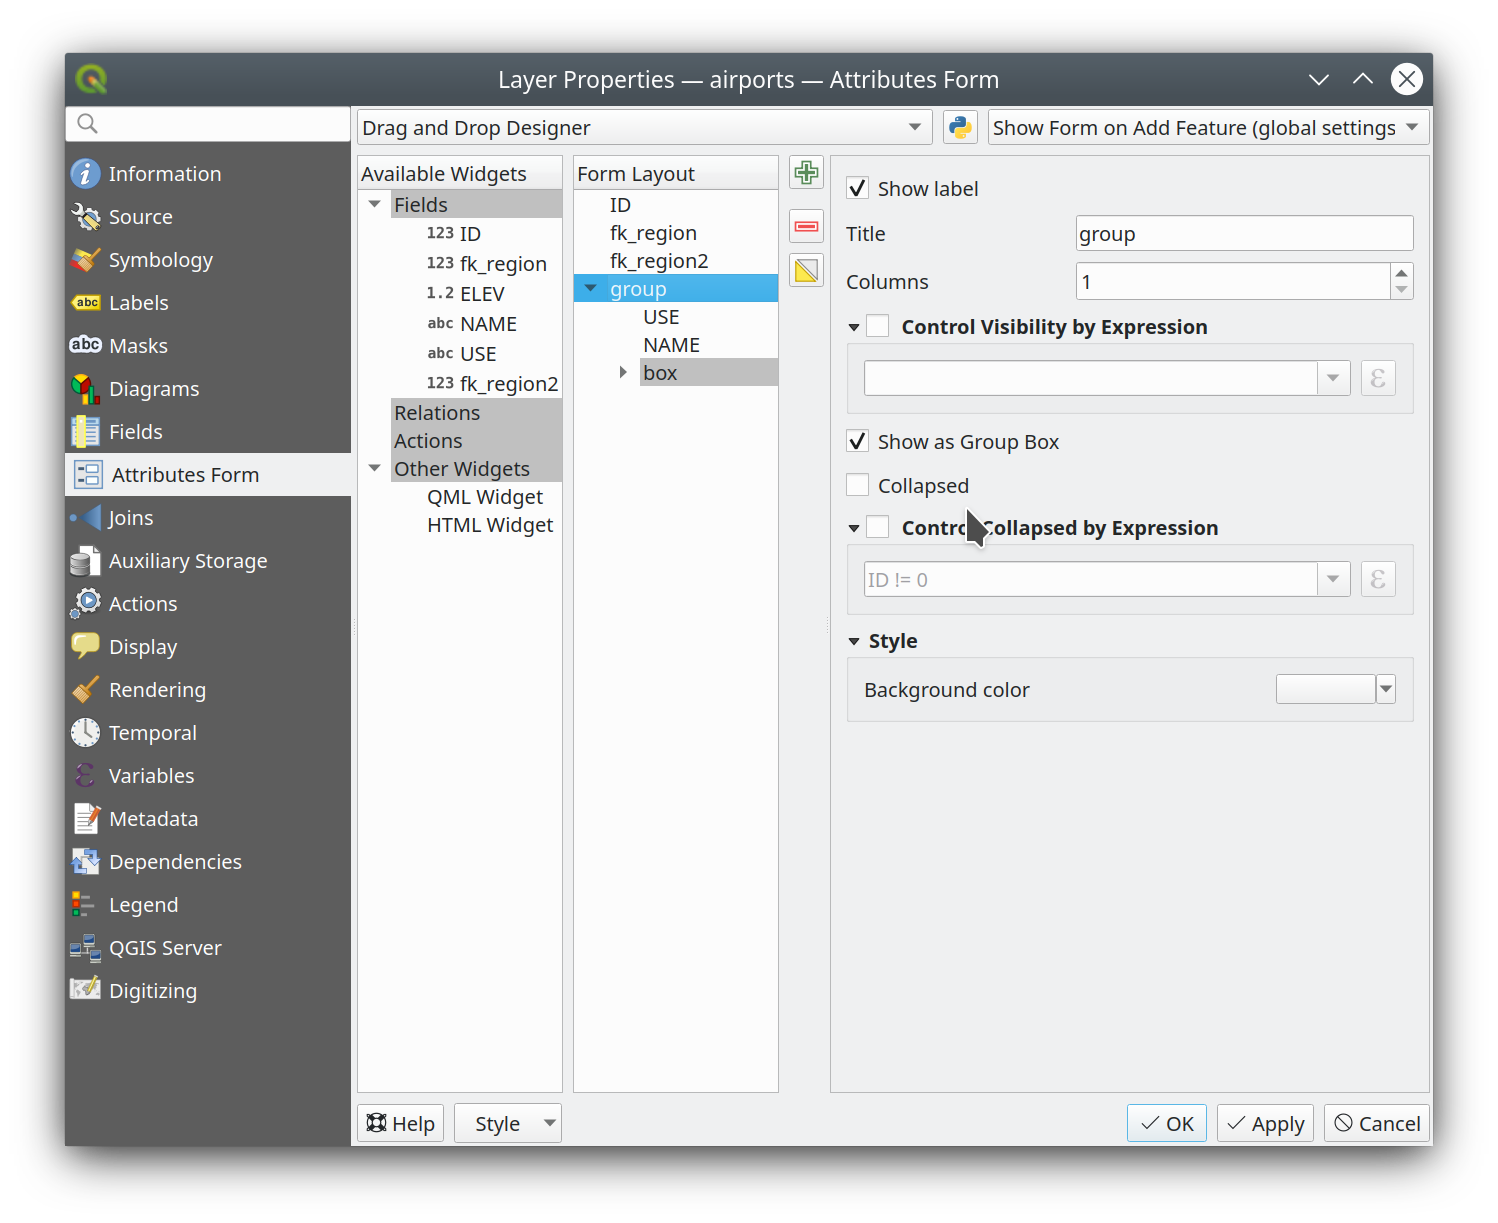 Layer Properties — airports — Attributes Form
Drag and Drop Designer
Show Form on Add Feature (global settings
Information
Source
Symbology
abc Labels
abc Masks
Diagrams
Fields
Attributes Form
Joins
Auxiliary Storage
Actions
Display
Rendering
Temporal
ε Variables
Metadata
Dependencies
Legend
QGIS Server
Digitizing
Available Widgets
Fields
123 ID
123 fk_region
1.2 ELEV
abc NAME
abc USE
123 fk_region2
Relations
Actions
Other Widgets
QML Widget
HTML Widget
Form Layout
ID
fk_region
fk_region2
group
USE
NAME
box
Show label
Title group
Columns 1
Control Visibility by Expression
ε
Show as Group Box
Collapsed
Control Collapsed by Expression
ID != 0 ε
Style
Background color
Help Style OK Apply Cancel